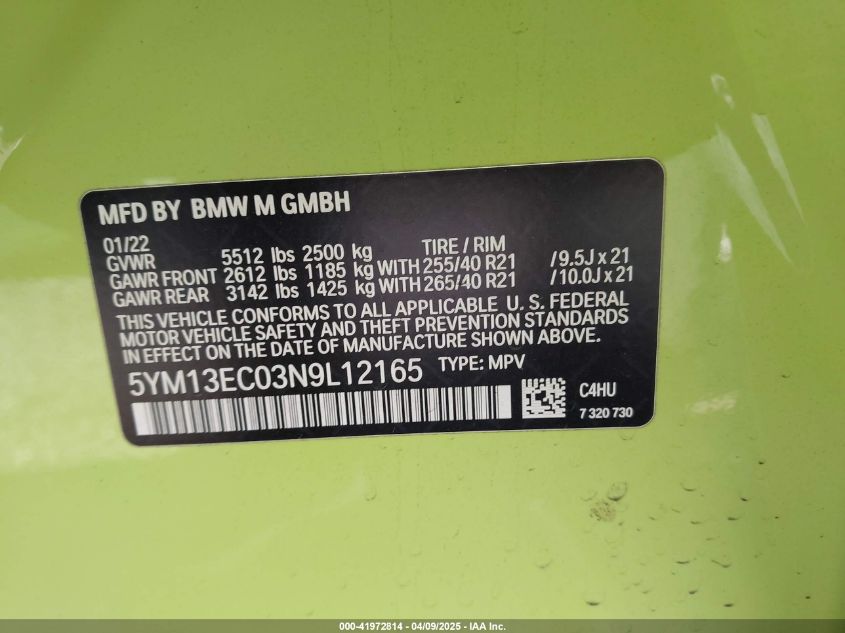 MFD BY BMW M GMBH
01/22 TIRE / RIM
GVWR 5512 lbs 2500 kg
GAWR FRONT 2612 lbs 1185 kg WITH 255/40 R21 /9.5J x 21
GAWR REAR 3142 lbs 1425 kg WITH 265/40 R21 /10.0J x 21
THIS VEHICLE CONFORMS TO ALL APPLICABLE U. S. FEDERAL
MOTOR VEHICLE SAFETY AND THEFT PREVENTION STANDARDS
IN EFFECT ON THE DATE OF MANUFACTURE SHOWN ABOVE.
5YM13EC03N9L12165 TYPE: MPV
C4HU
7 320 730
000-41972814 - 04/09/2025 - IAA Inc.